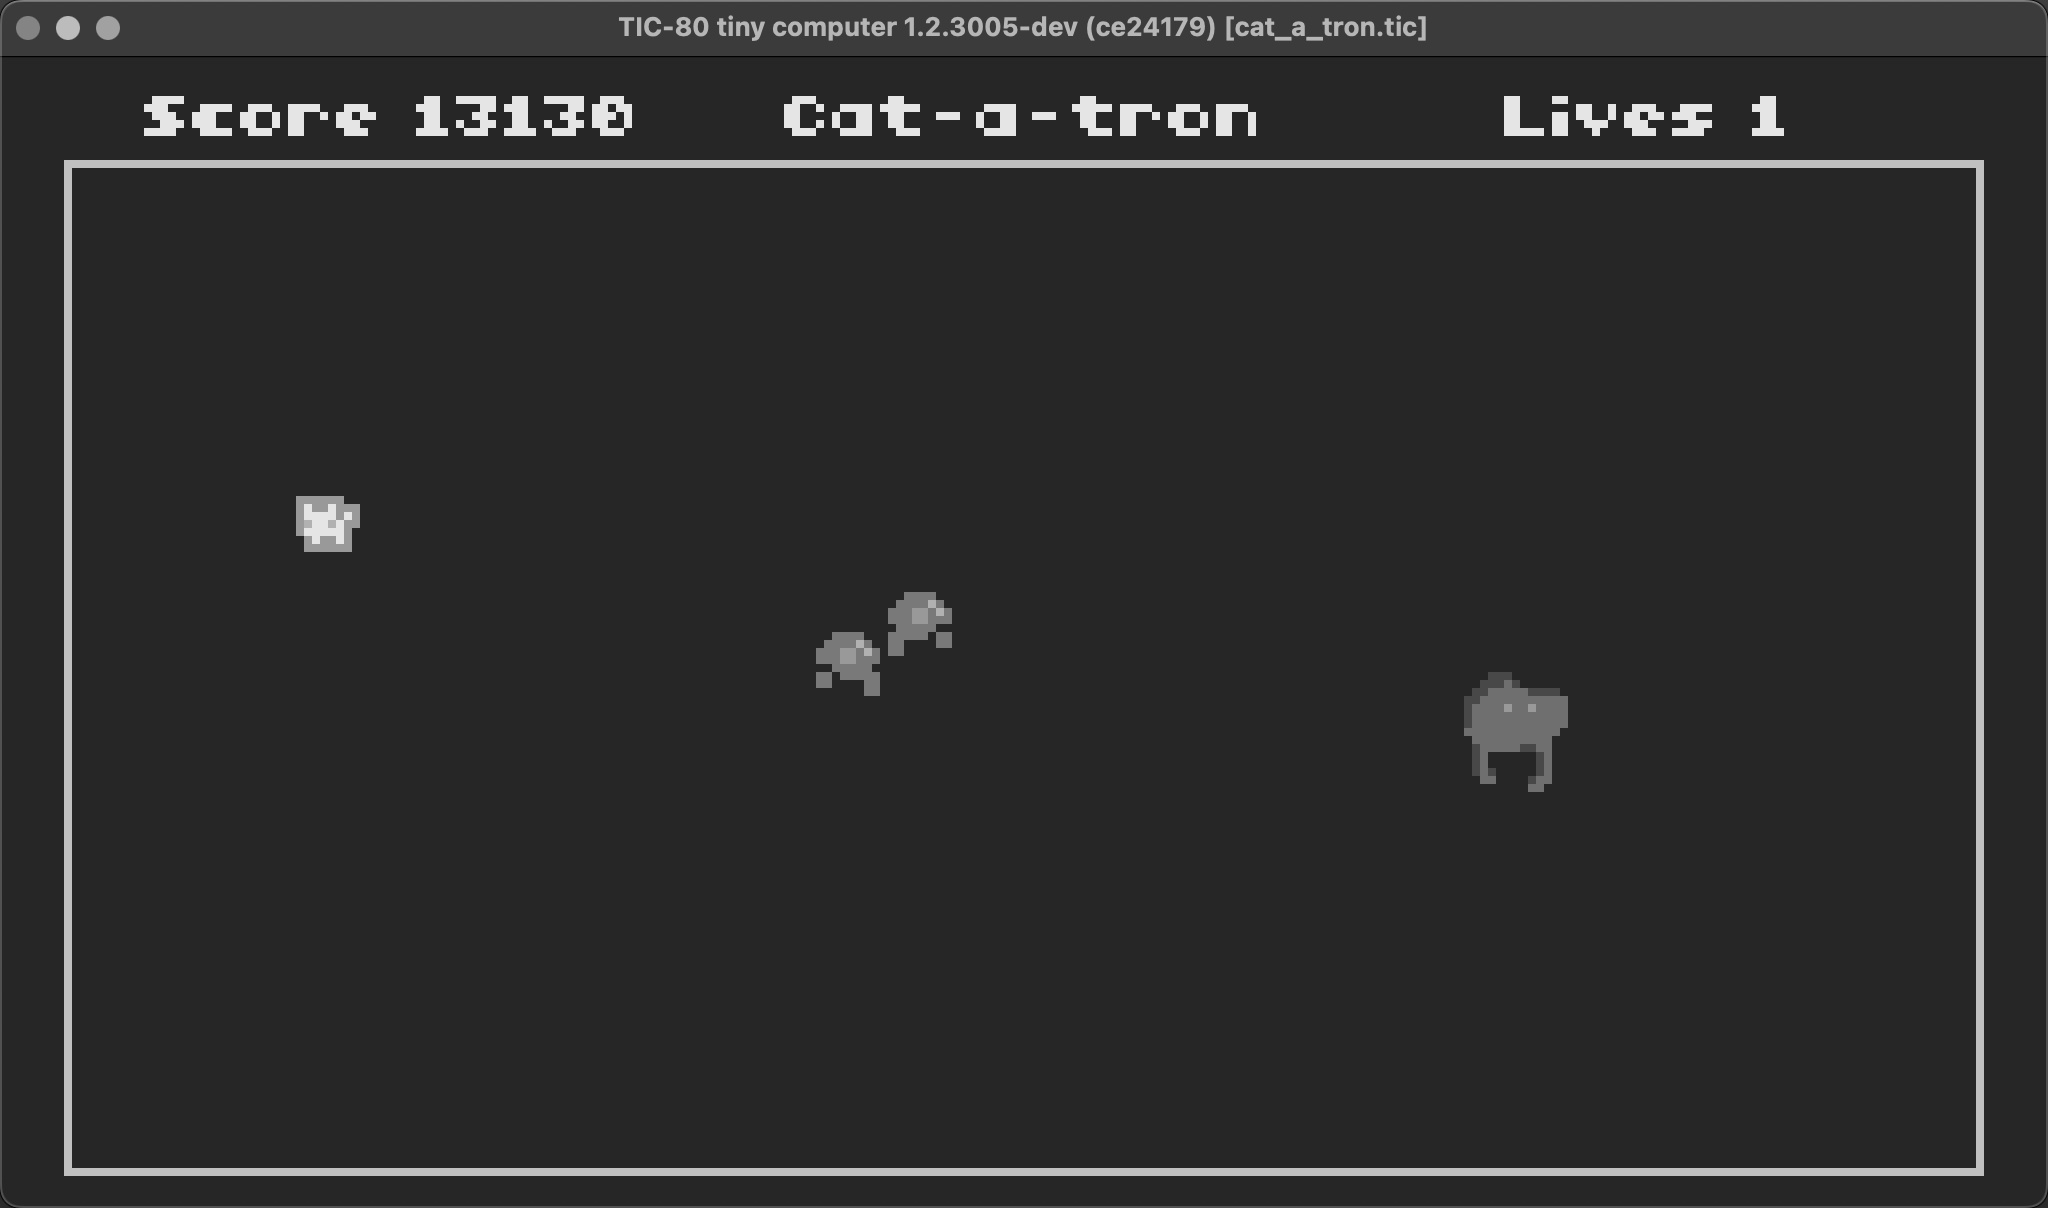 TIC-80 tiny computer 1.2.3005-dev (ce24179) [cat_a_tron.tic]
Score 13130 Cat-a-tron Lives 1